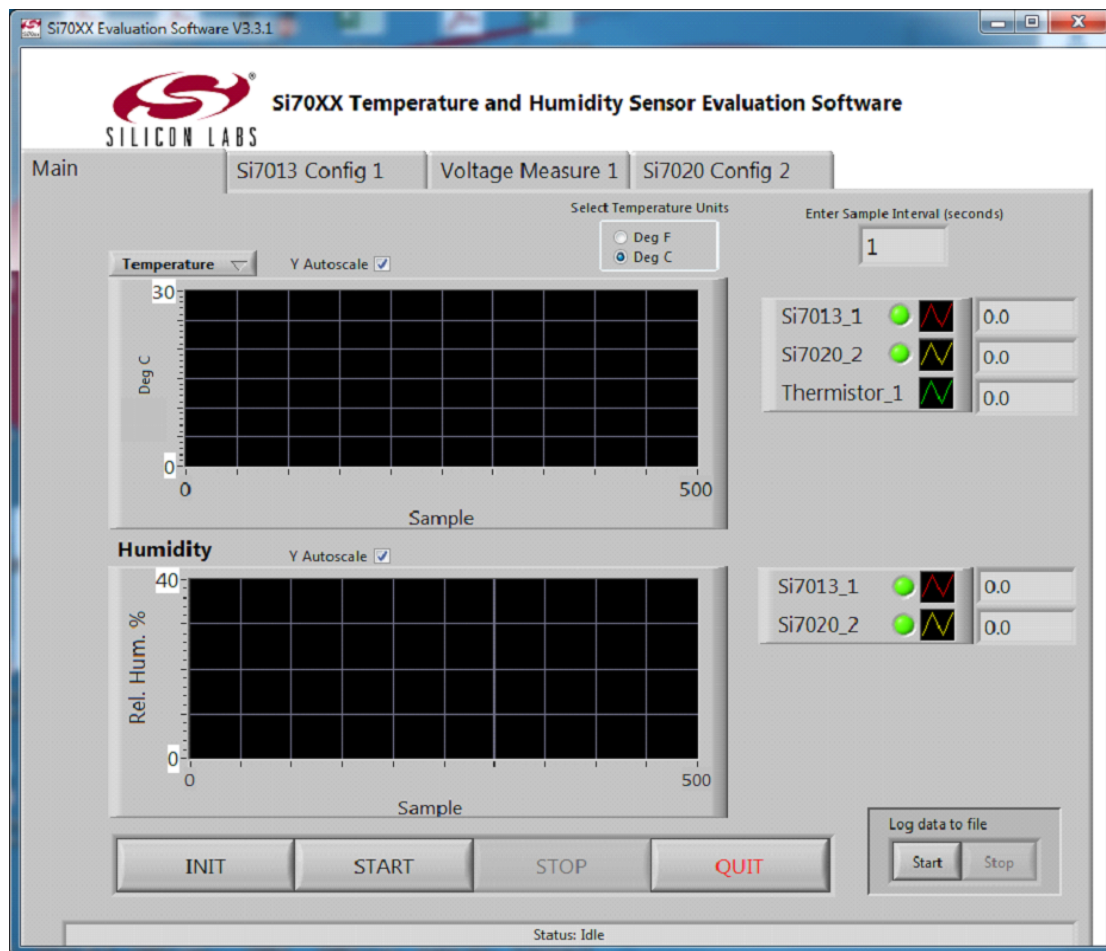 Si70XX Evaluation Software V3.3.1
SILICON LABS
Si70XX Temperature and Humidity Sensor Evaluation Software
Main
Si7013 Config 1
Voltage Measure 1
Si7020 Config 2
Select Temperature Units
Deg F
Deg C
Enter Sample Interval (seconds)
1
Temperature
Y Autoscale
30
Deg C
0
0
500
Sample
Si7013_1
0.0
Si7020_2
0.0
Thermistor_1
0.0
Humidity
Y Autoscale
40
Rel. Hum. %
0
0
500
Sample
Si7013_1
0.0
Si7020_2
0.0
INIT
START
STOP
QUIT
Log data to file
Start
Stop
Status: Idle